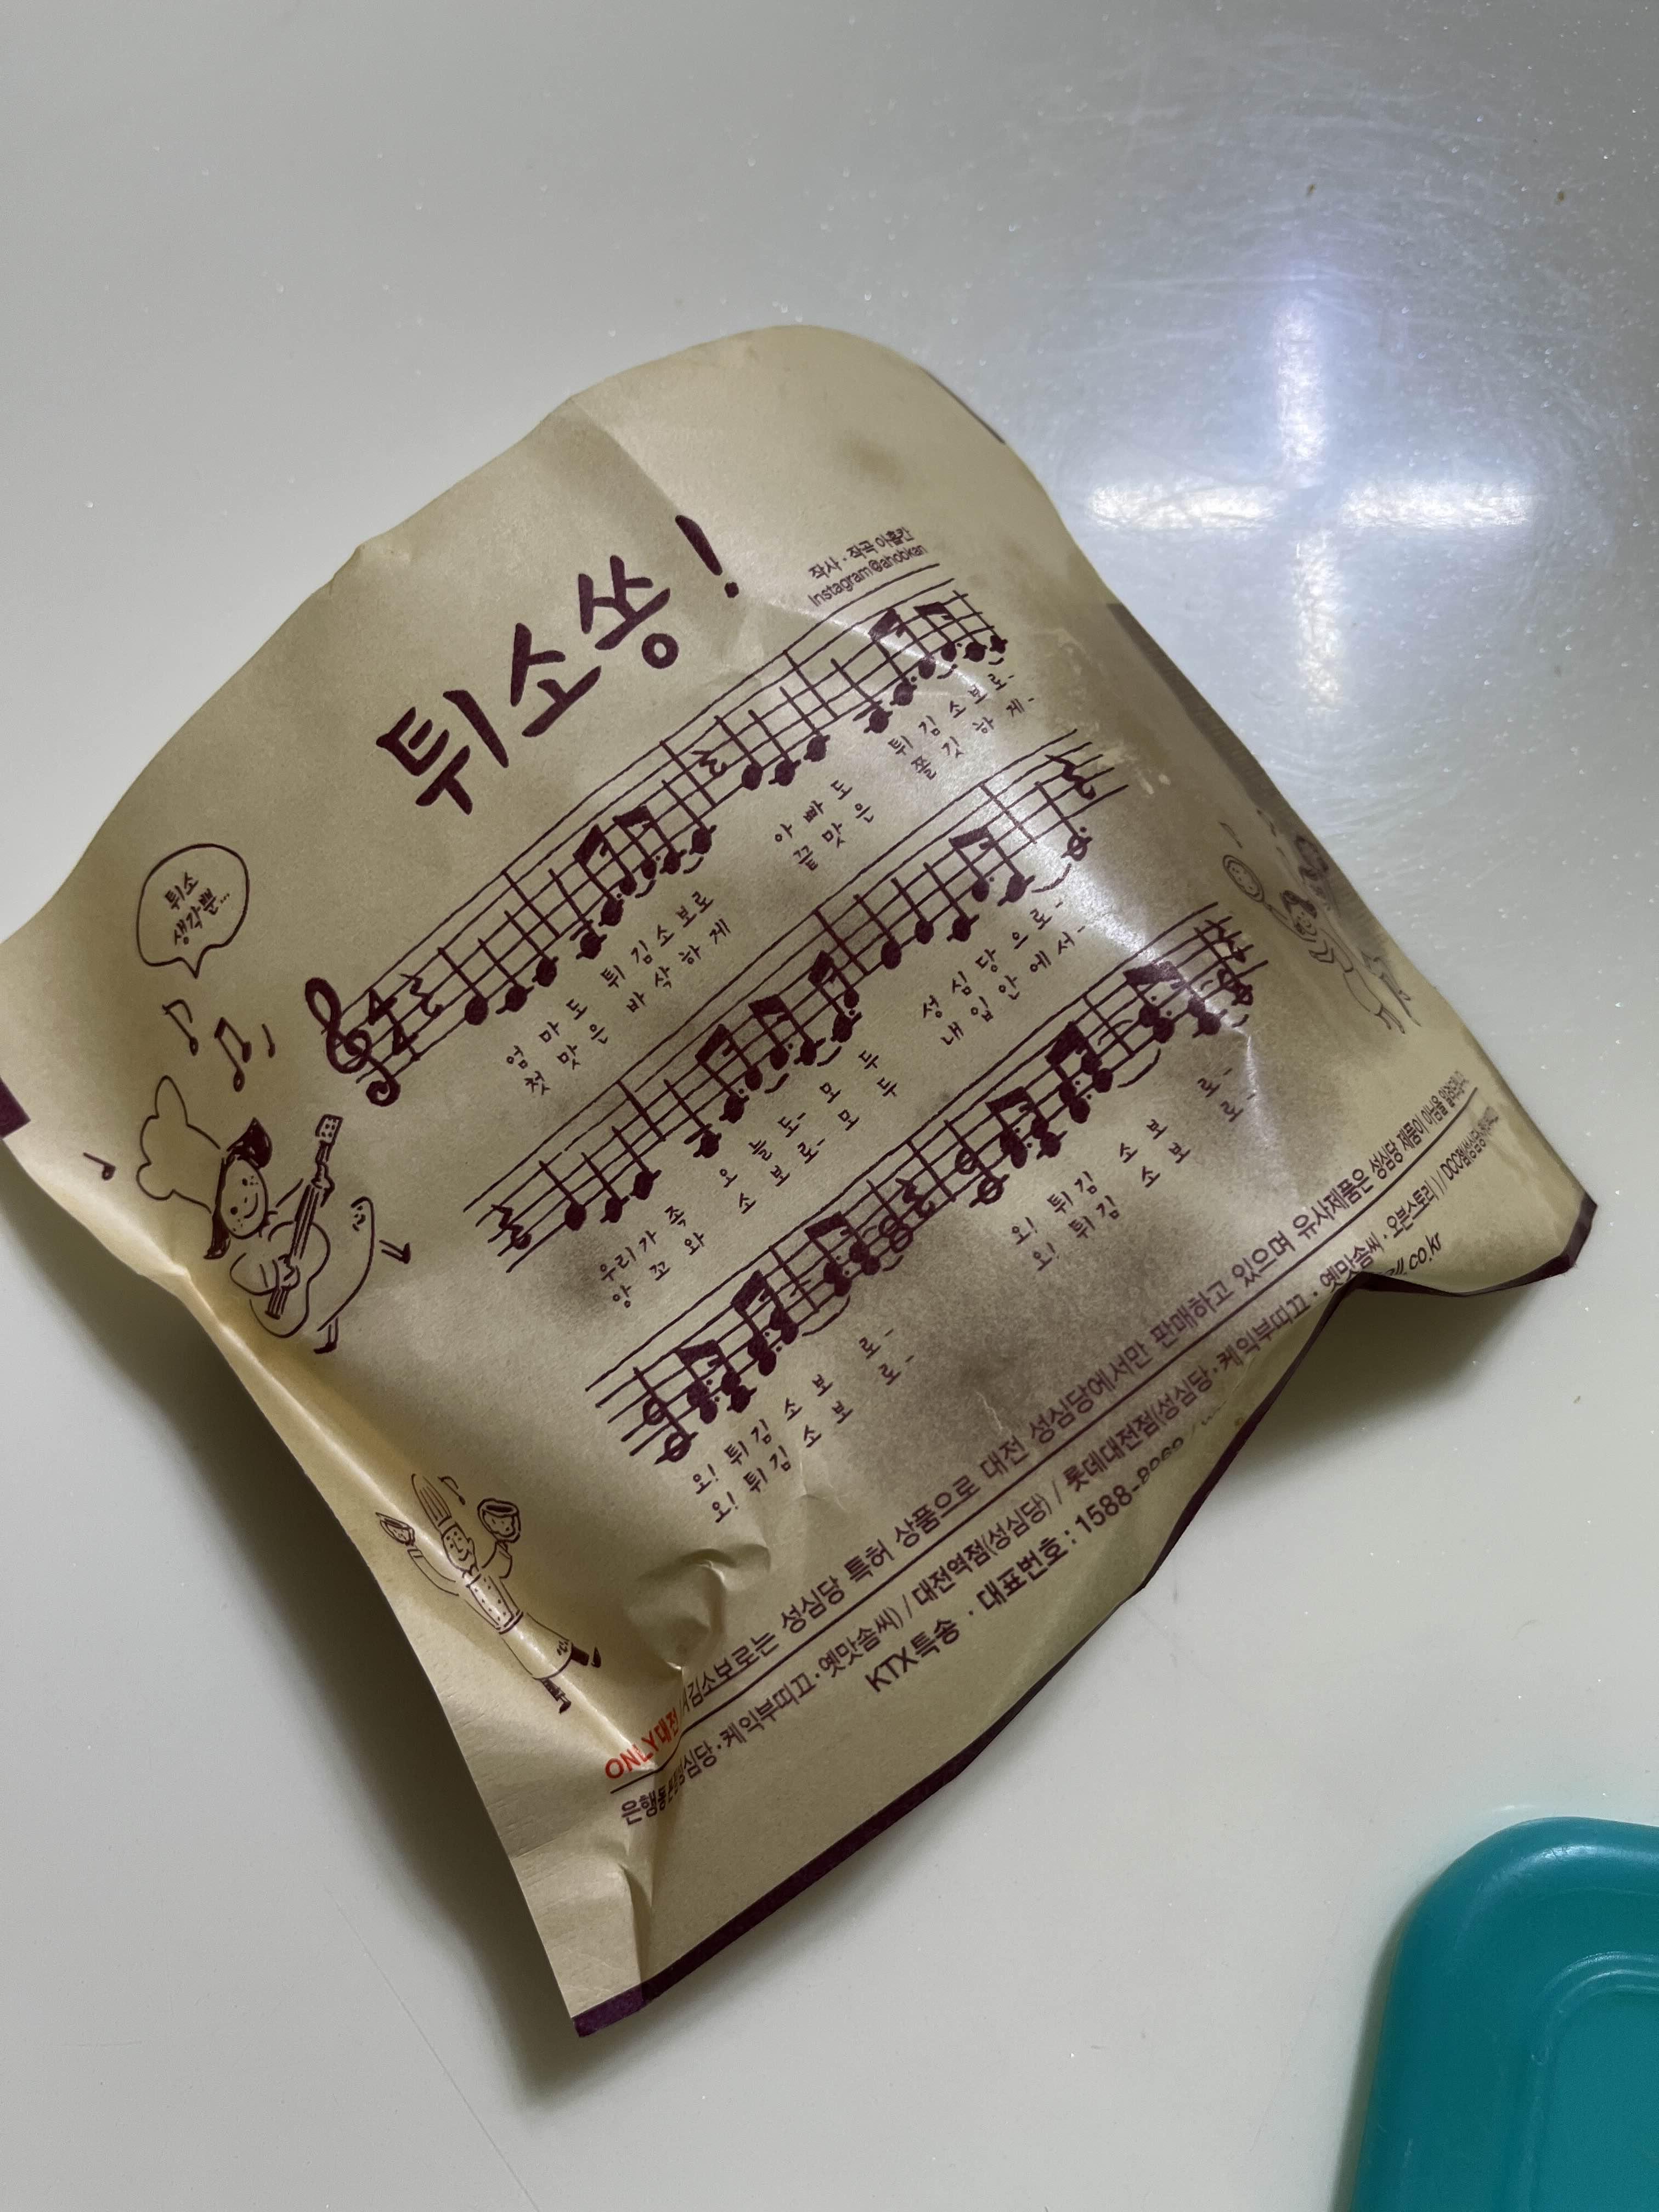 튀소쏭!
작사 · 작곡 아홉칸
Instagram@ahobkan
튀소
생각뿐...
엄마도 튀김소보로 아빠도 튀김소보로-
첫맛은 바삭하게 끝맛은 쫄깃하게-
우리가족 오늘도- 모두 성심당으로-
앙꼬와 소보로- 모두 내입안에서-
오! 튀김소보로- 오! 튀김소보로-
오! 튀김소보로- 오! 튀김소보로-
ONLY대전 튀김소보로는 성심당 특허 상품으로 대전 성심당에서만 판매하고 있으며 유사제품은 성심당 제품이 아님을 알려드립니다.
성심당·케익부띠끄·옛맛솜씨) / 대전역점(성심당) / 롯데대전점(성심당·케익부띠끄·옛맛솜씨·오븐스토리)
KTX특송 · 대표번호 : 1588-
.co.kr